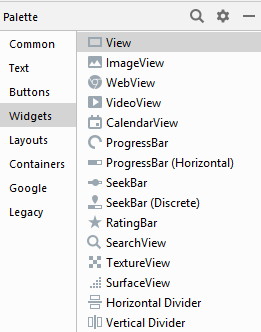 Palette
Common
Text
Buttons
Widgets
Layouts
Containers
Google
Legacy
View
ImageView
WebView
VideoView
CalendarView
ProgressBar
ProgressBar (Horizontal)
SeekBar
SeekBar (Discrete)
RatingBar
SearchView
TextureView
SurfaceView
Horizontal Divider
Vertical Divider